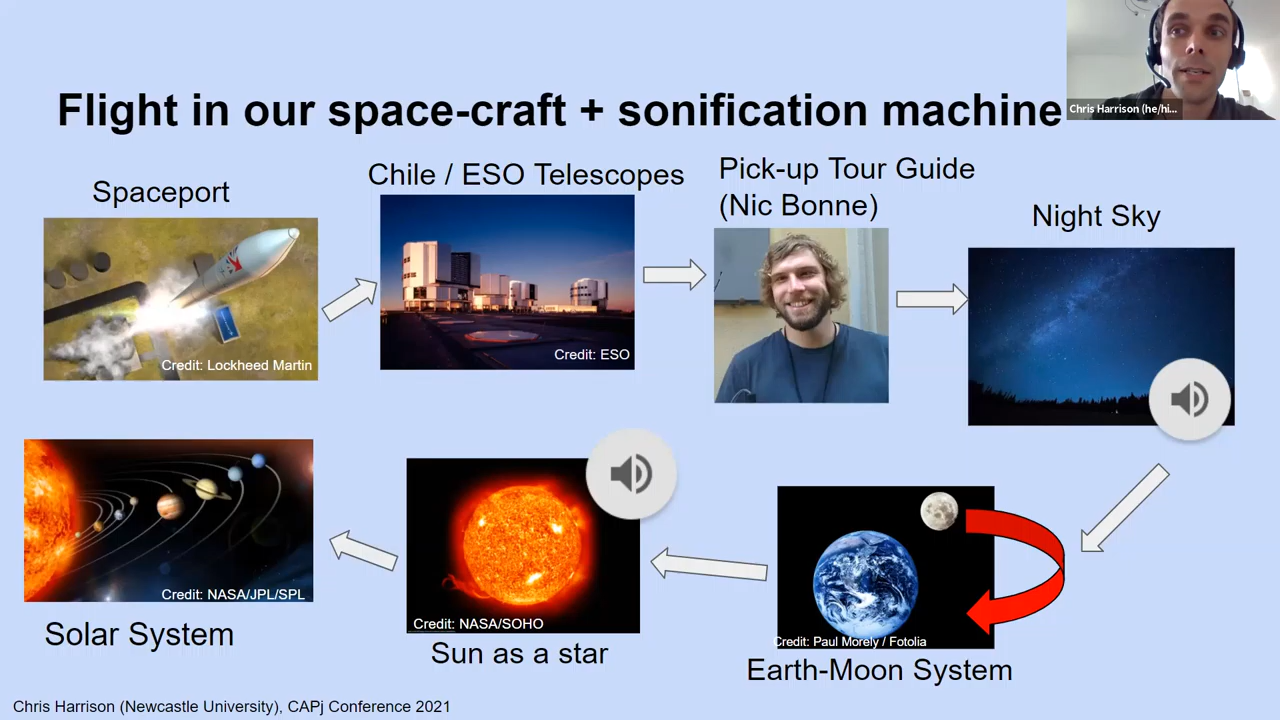 Flight in our space-craft + sonification machine
Chris Harrison (he/hi...
Spaceport
Credit: Lockheed Martin
Chile / ESO Telescopes
Credit: ESO
Pick-up Tour Guide
(Nic Bonne)
Night Sky
Credit: NASA/JPL/SPL
Solar System
Credit: NASA/SOHO
Sun as a star
Credit: Paul Morely / Fotolia
Earth-Moon System
Chris Harrison (Newcastle University), CAPj Conference 2021